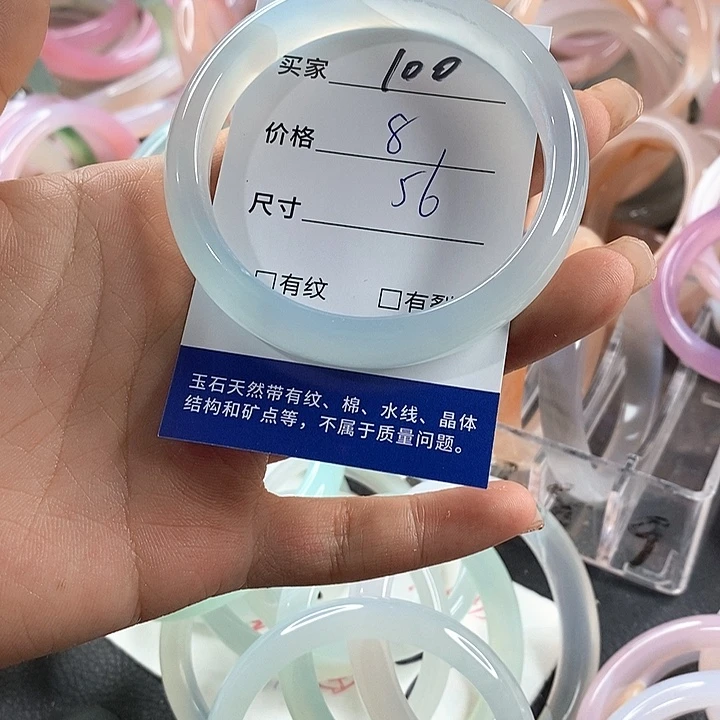 买家 100
价格 8
尺寸 56
□有纹 □有裂
玉石天然带有纹、棉、水线、晶体
结构和矿点等，不属于质量问题。